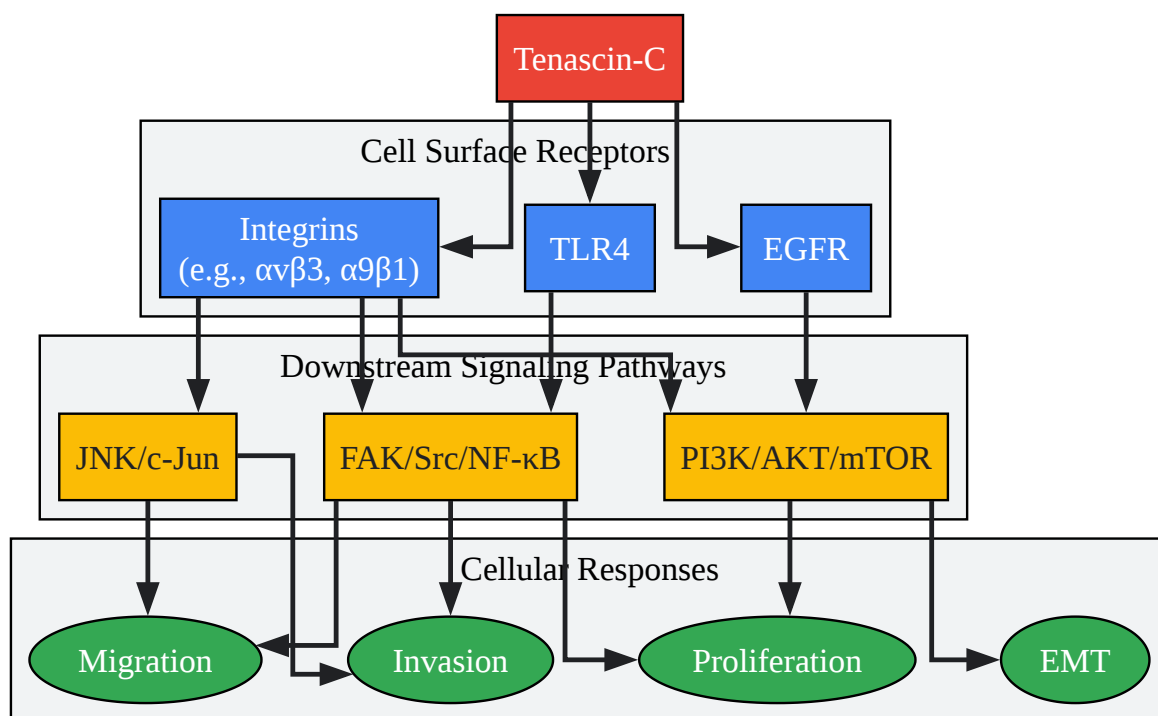 Tenascin-C
Cell Surface Receptors
Integrins
(e.g., αvβ3, α9β1)
TLR4
EGFR
Downstream Signaling Pathways
JNK/c-Jun
FAK/Src/NF-κB
PI3K/AKT/mTOR
Cellular Responses
Migration
Invasion
Proliferation
EMT